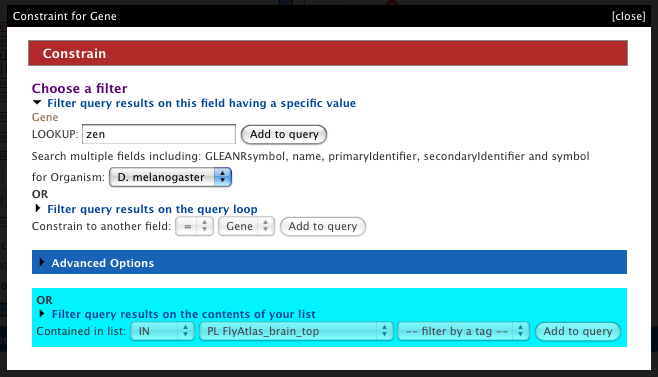 Constraint for Gene [close]
Constrain
Choose a filter
Filter query results on this field having a specific value
Gene
LOOKUP: zen Add to query
Search multiple fields including: GLEANRsymbol, name, primaryIdentifier, secondaryIdentifier and symbol
for Organism: D. melanogaster
OR
Filter query results on the query loop
Constrain to another field: = Gene Add to query
Advanced Options
OR
Filter query results on the contents of your list
Contained in list: IN PL FlyAtlas_brain_top -- filter by a tag -- Add to query